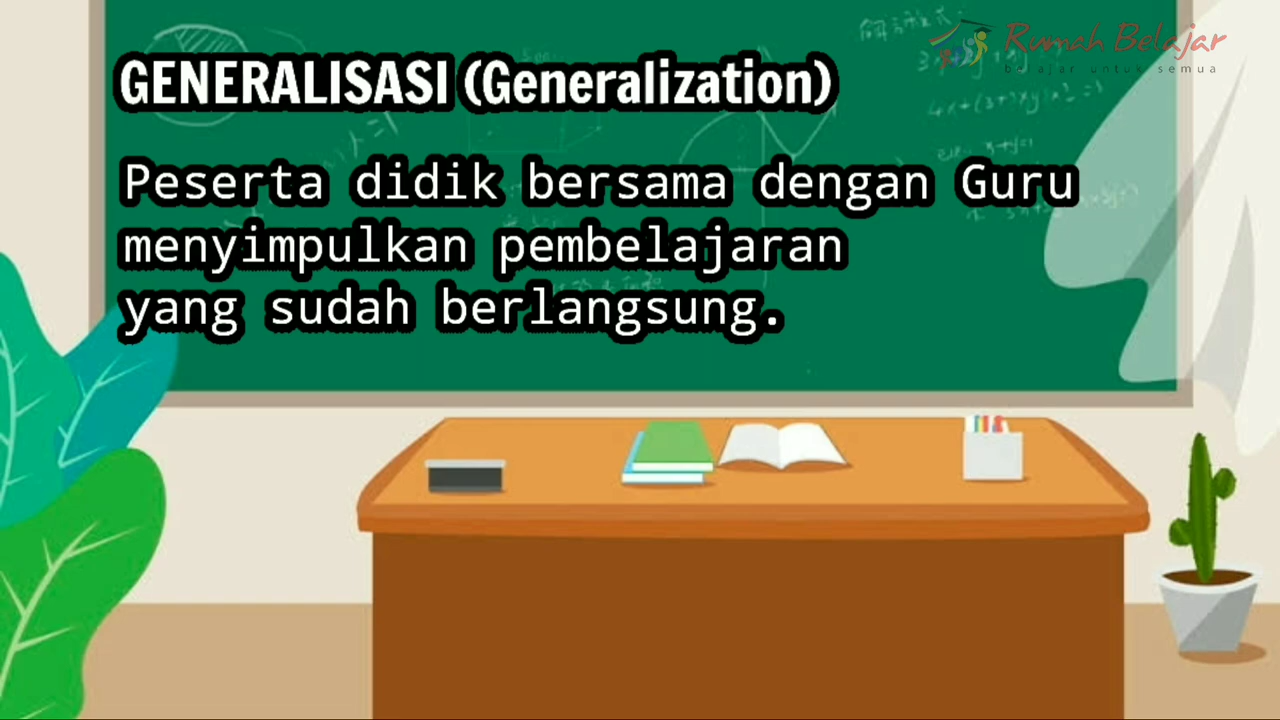 Rumah Belajar
belajar untuk semua
GENERALISASI (Generalization)
Peserta didik bersama dengan Guru
menyimpulkan pembelajaran
yang sudah berlangsung.